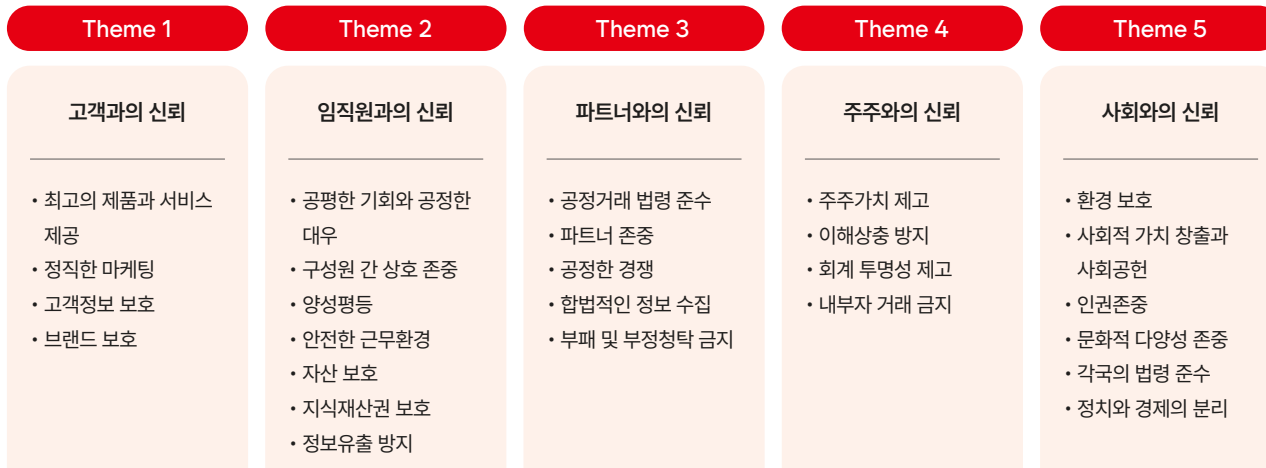 Theme 1
고객과의 신뢰
• 최고의 제품과 서비스
제공
• 정직한 마케팅
• 고객정보 보호
• 브랜드 보호
Theme 2
임직원과의 신뢰
• 공평한 기회와 공정한
대우
• 구성원 간 상호 존중
• 양성평등
• 안전한 근무환경
• 자산 보호
• 지식재산권 보호
• 정보유출 방지
Theme 3
파트너와의 신뢰
• 공정거래 법령 준수
• 파트너 존중
• 공정한 경쟁
• 합법적인 정보 수집
• 부패 및 부정청탁 금지
Theme 4
주주와의 신뢰
• 주주가치 제고
• 이해상충 방지
• 회계 투명성 제고
• 내부자 거래 금지
Theme 5
사회와의 신뢰
• 환경 보호
• 사회적 가치 창출과
사회공헌
• 인권존중
• 문화적 다양성 존중
• 각국의 법령 준수
• 정치와 경제의 분리